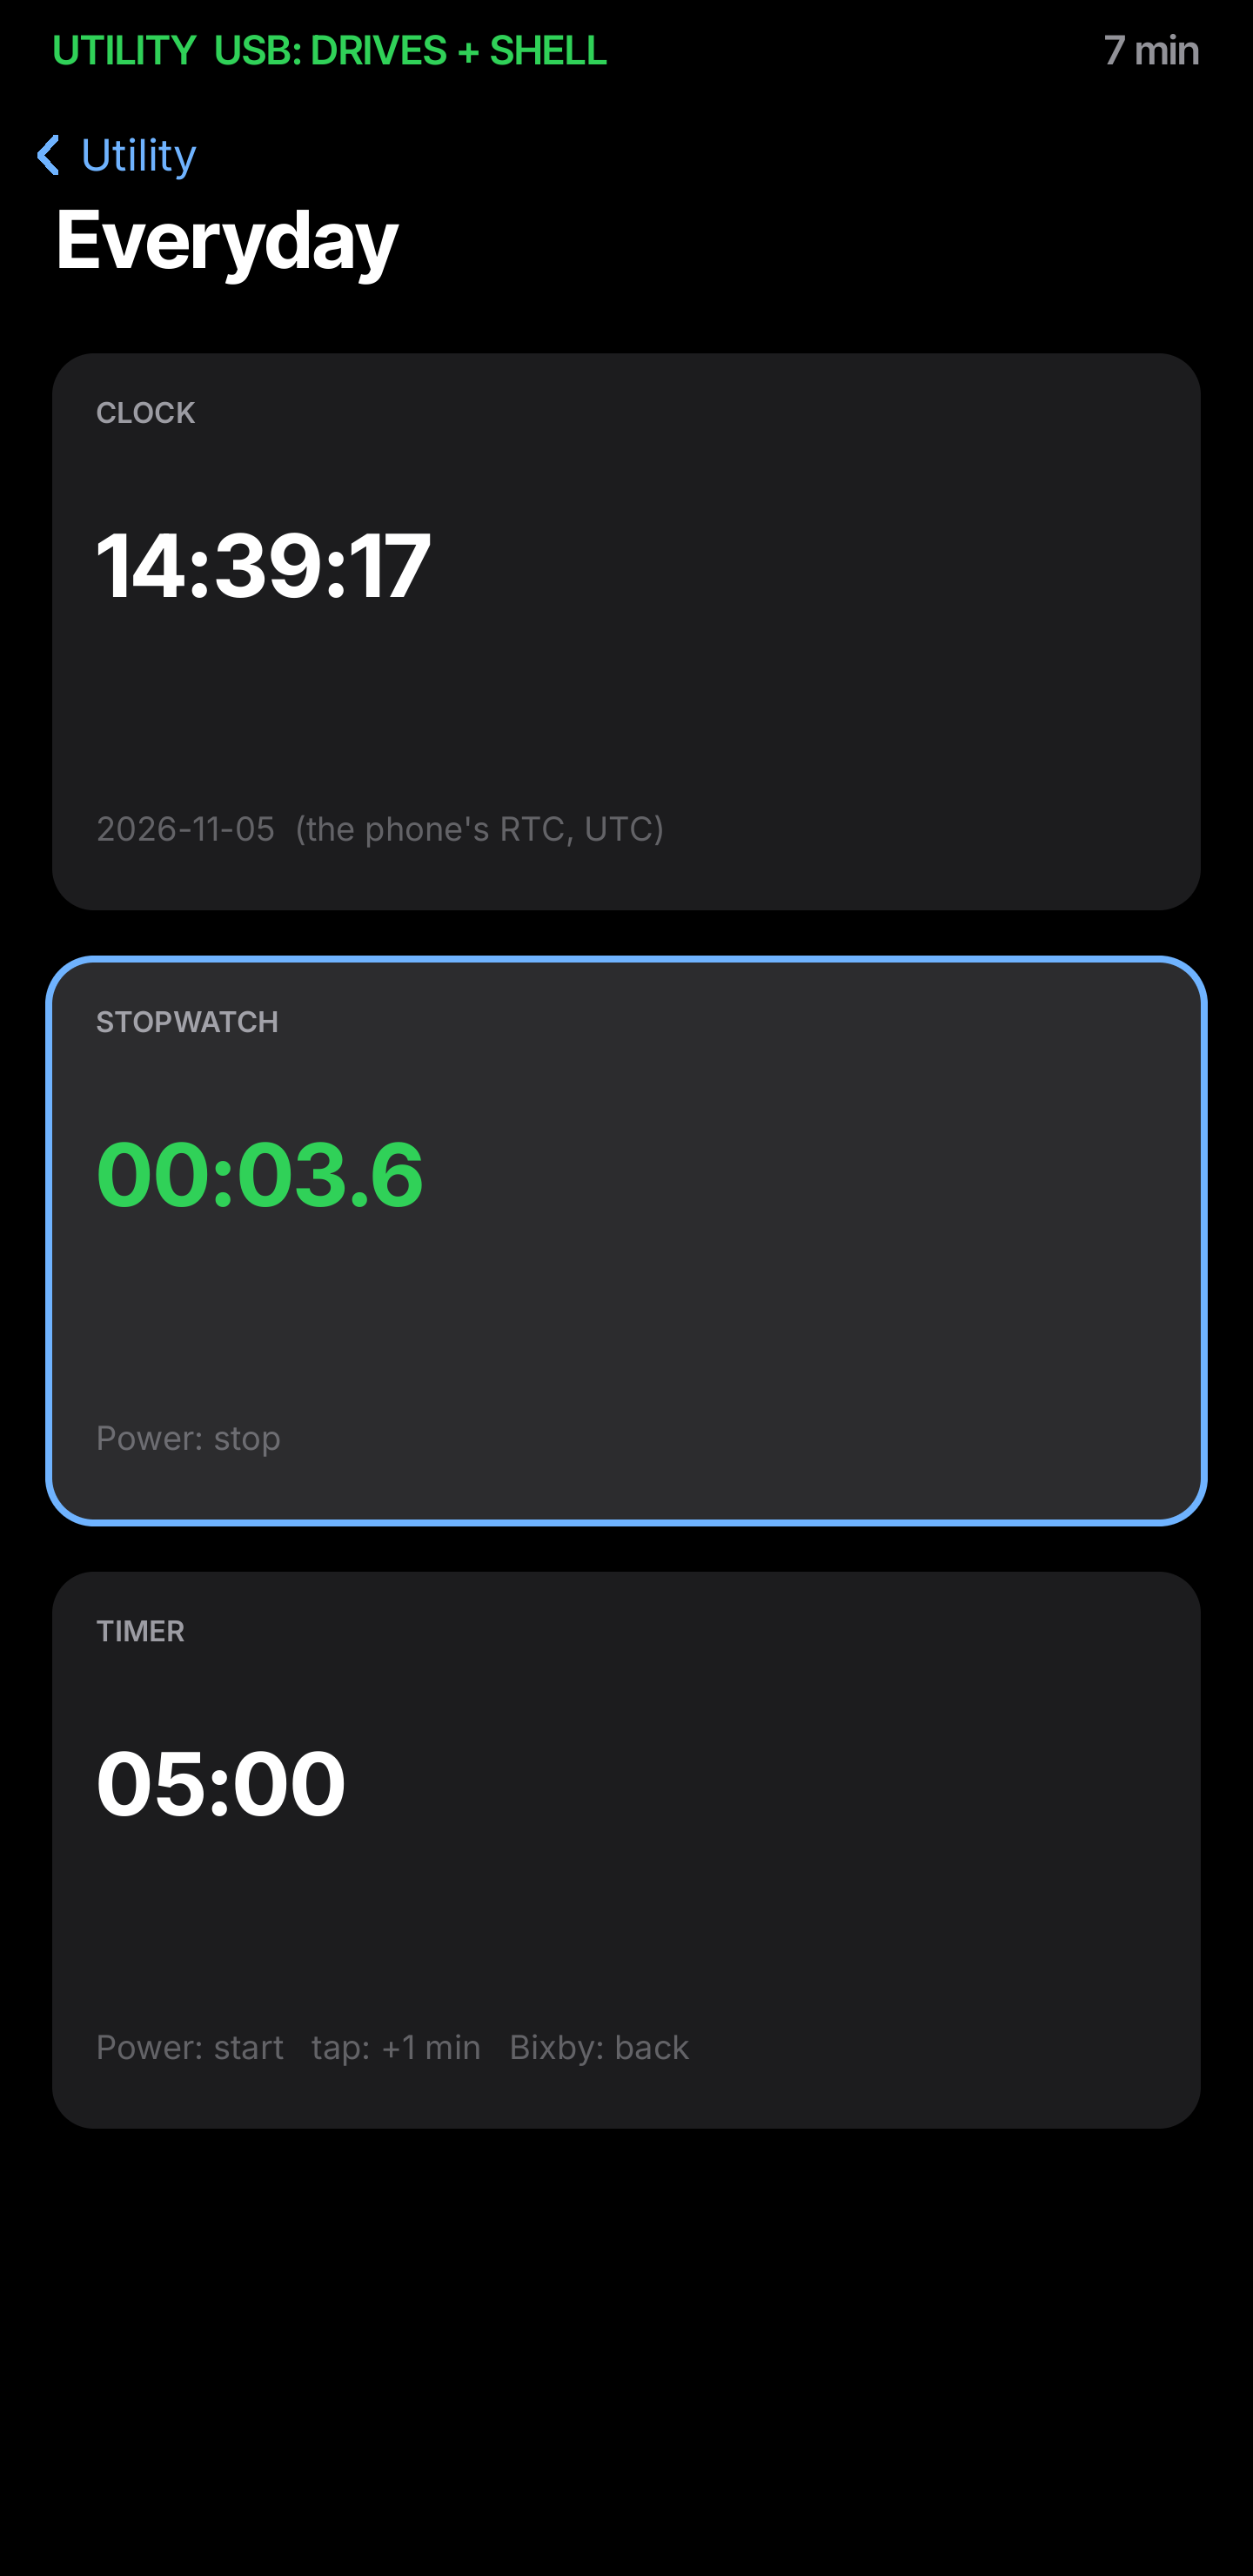 UTILITY USB: DRIVES + SHELL 7 min
Utility
Everyday
CLOCK
14:39:17
2026-11-05 (the phone's RTC, UTC)
STOPWATCH
00:03.6
Power: stop
TIMER
05:00
Power: start tap: +1 min Bixby: back